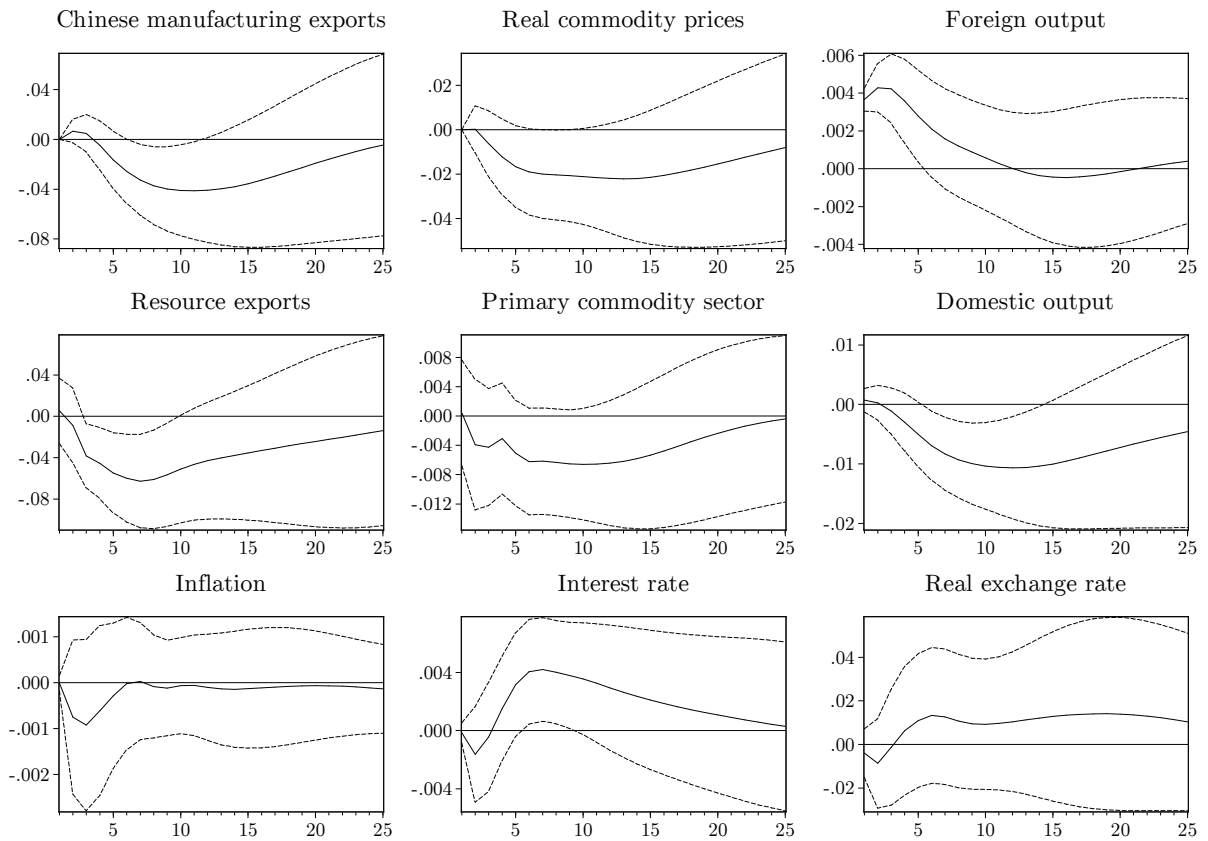 Chinese manufacturing exports
.04
.00
-.04
-.08
5 10 15 20 25
Real commodity prices
.02
.00
-.02
-.04
5 10 15 20 25
Foreign output
.006
.004
.002
.000
-.002
-.004
5 10 15 20 25
Resource exports
.04
.00
-.04
-.08
5 10 15 20 25
Primary commodity sector
.008
.004
.000
-.004
-.008
-.012
5 10 15 20 25
Domestic output
.01
.00
-.01
-.02
5 10 15 20 25
Inflation
.001
.000
-.001
-.002
5 10 15 20 25
Interest rate
.004
.000
-.004
5 10 15 20 25
Real exchange rate
.04
.02
.00
-.02
5 10 15 20 25